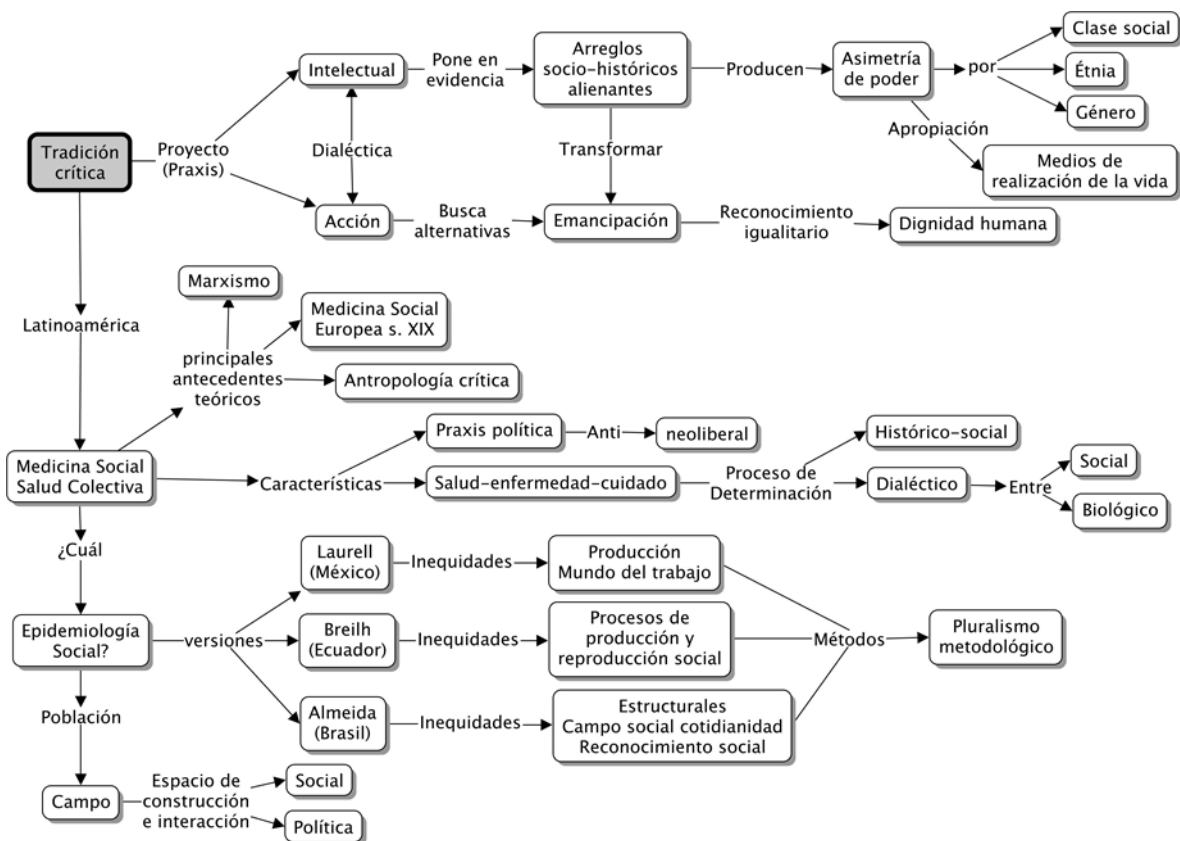 Tradición
crítica
Proyecto
(Praxis)
Intelectual
Pone en
evidencia
Arreglos
socio-históricos
alienantes
Producen
Asimetría
de poder
por
Clase social
Étnia
Género
Apropiación
Medios de
realización de la vida
Dialéctica
Transformar
Acción
Busca
alternativas
Emancipación
Reconocimiento
igualitario
Dignidad humana
Latinoamérica
Marxismo
Medicina Social
Europea s. XIX
principales
antecedentes
teóricos
Antropología crítica
Medicina Social
Salud Colectiva
Características
Praxis política
Anti
neoliberal
Salud-enfermedad-cuidado
Proceso de
Determinación
Histórico-social
Dialéctico
Entre
Social
Biológico
¿Cuál
Epidemiología
Social?
versiones
Laurell
(México)
Inequidades
Producción
Mundo del trabajo
Breilh
(Ecuador)
Inequidades
Procesos de
producción y
reproducción social
Almeida
(Brasil)
Inequidades
Estructurales
Campo social cotidianidad
Reconocimiento social
Métodos
Pluralismo
metodológico
Población
Campo
Espacio de
construcción
e interacción
Social
Política